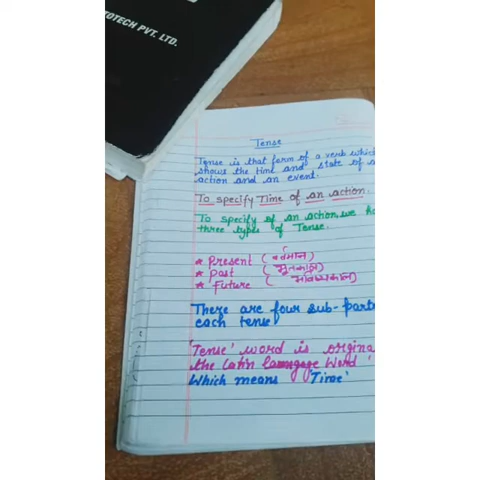 OTECH PVT. LTD.
Tense
Tense is that form of a verb which
shows the time and state of a
action and an event.
To specify Time of an action.
To specify of an action, we ha
three types of Tense.
* Present (वर्तमान)
* Past (भूतकाल)
* Future (भविष्यकाल)
There are four sub-parts
each tense
'Tense' word is orgina
the Latin Word '
Which means 'Time'